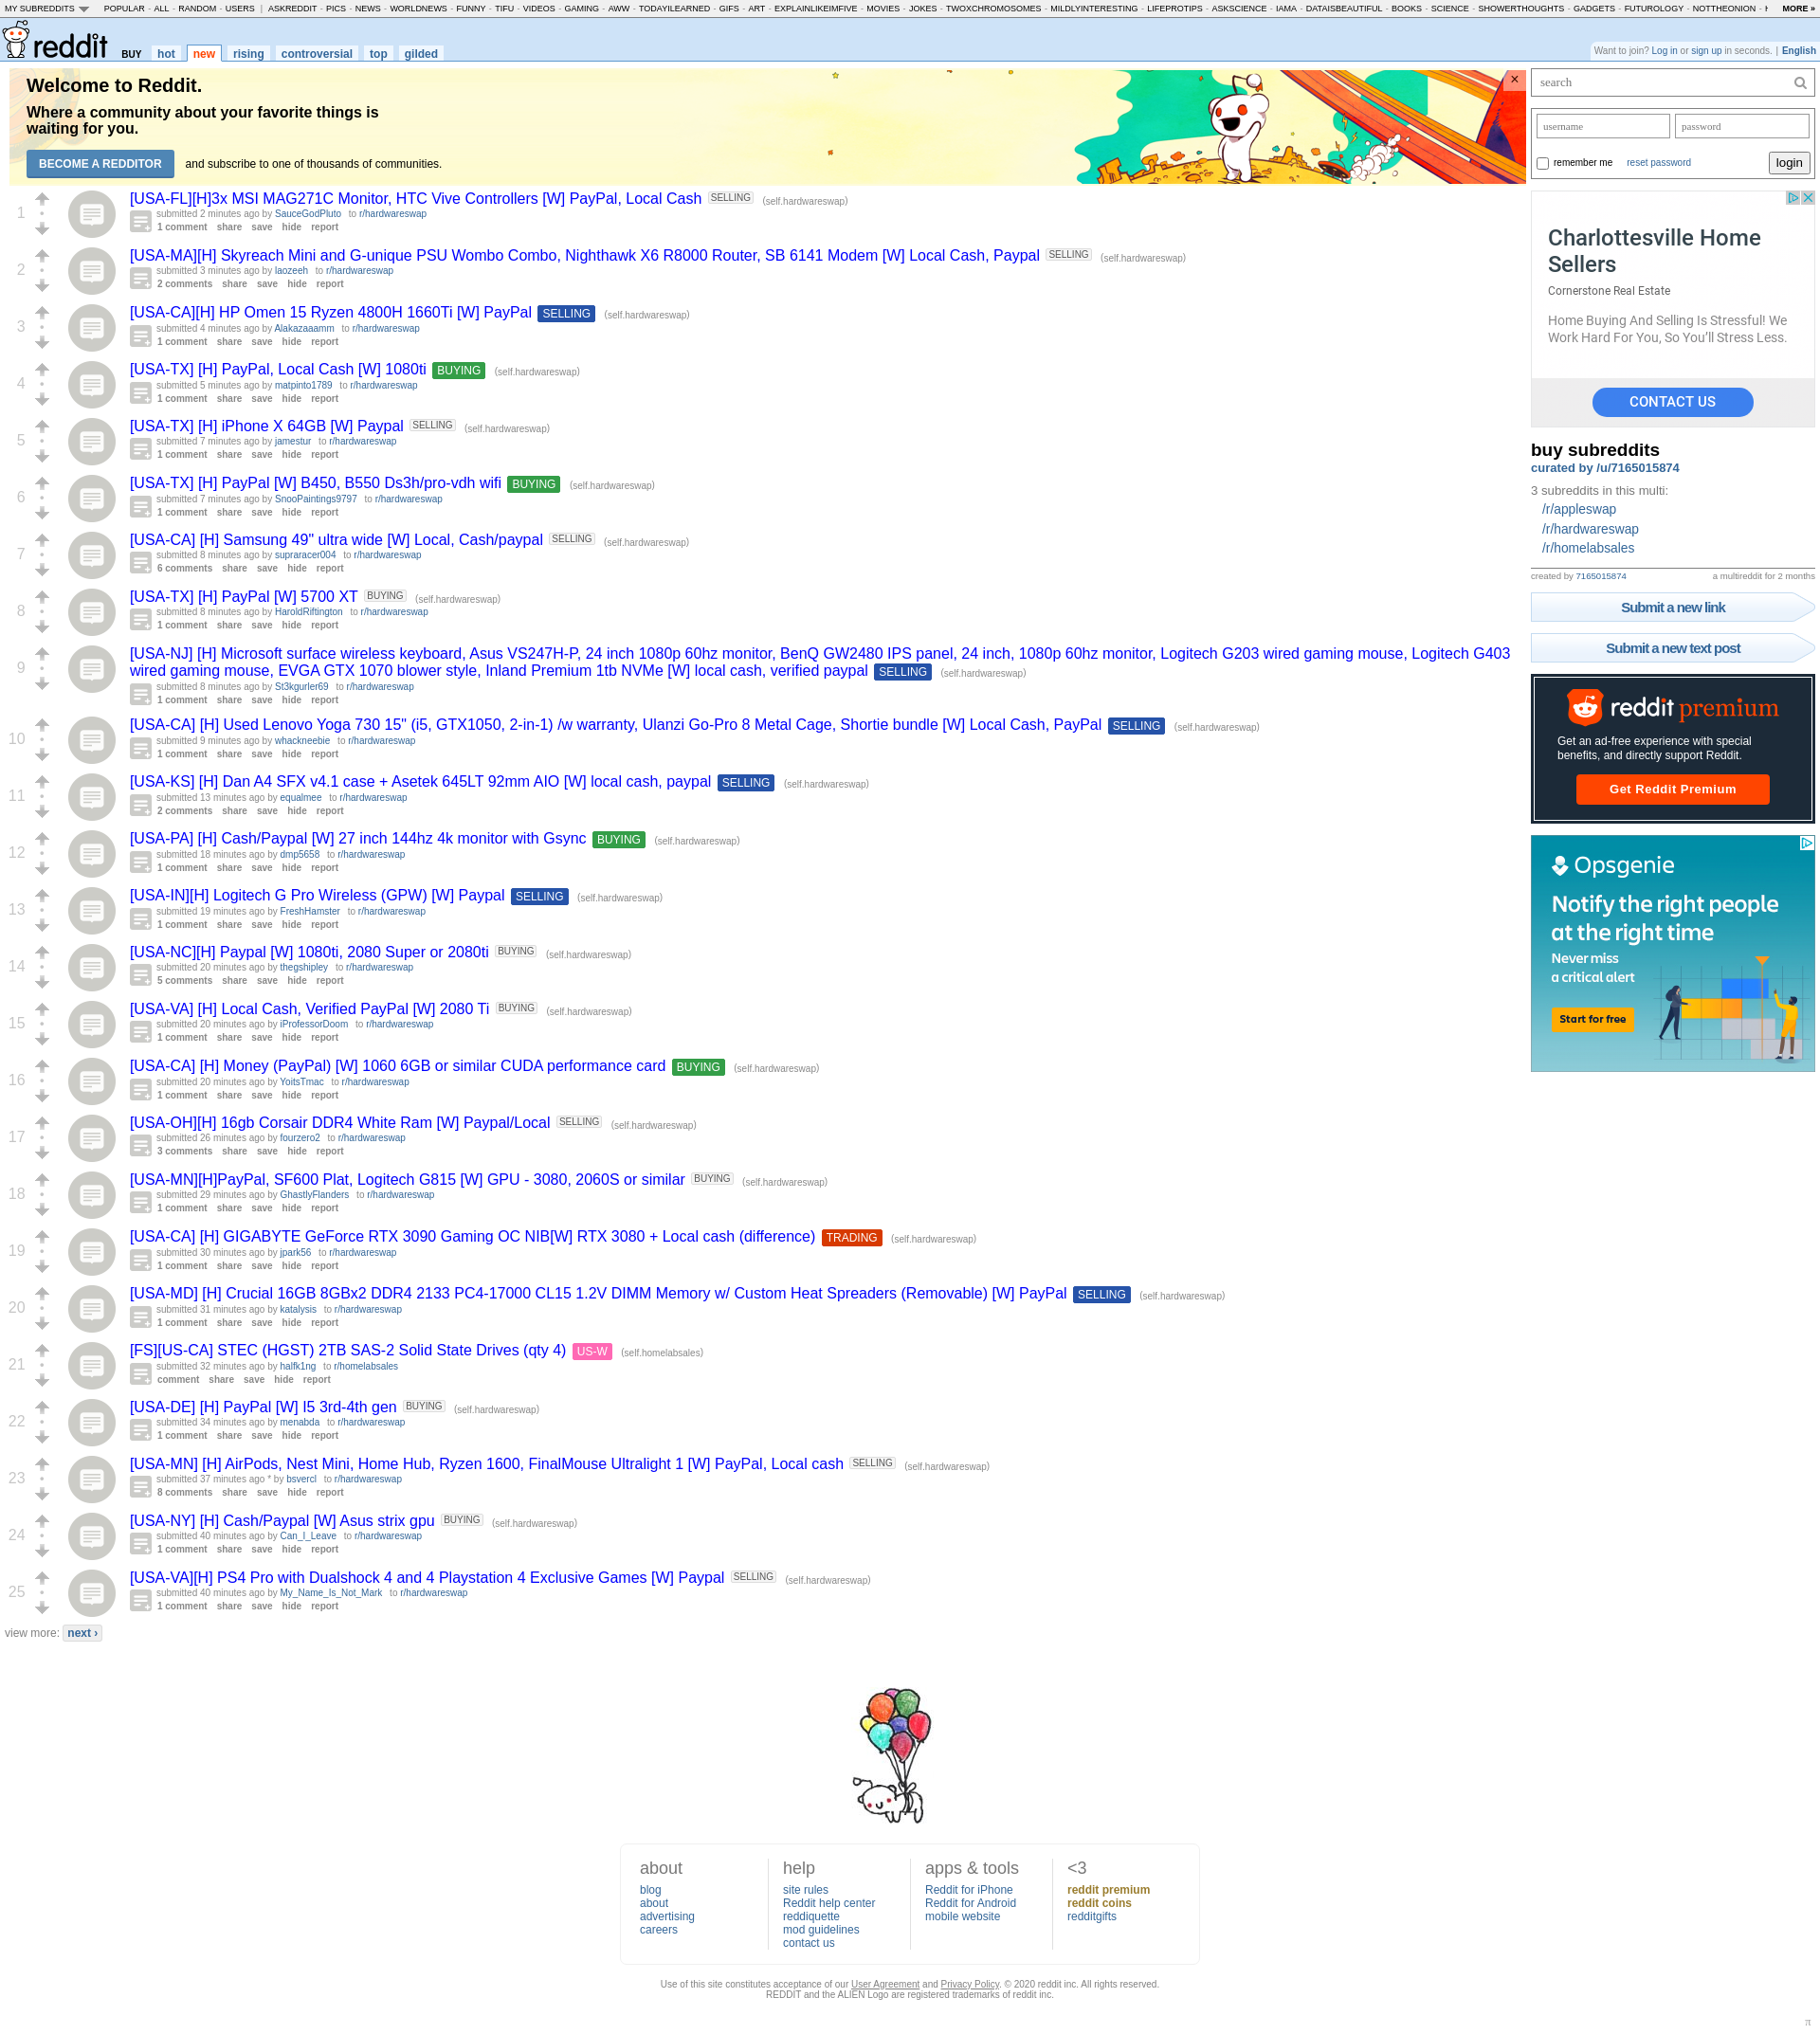 MY SUBREDDITS POPULAR - ALL - RANDOM - USERS | ASKREDDIT - PICS - NEWS - WORLDNEWS - FUNNY - TIFU - VIDEOS - GAMING - AWW - TODAYILEARNED - GIFS - ART - EXPLAINLIKEIMFIVE - MOVIES - JOKES - TWOXCHROMOSOMES - MILDLYINTERESTING - LIFEPROTIPS - ASKSCIENCE - IAMA - DATAISBEAUTIFUL - BOOKS - SCIENCE - SHOWERTHOUGHTS - GADGETS - FUTUROLOGY - NOTTHEONION - MORE »
reddit BUY hot new rising controversial top gilded
Want to join? Log in or sign up in seconds. | English
Welcome to Reddit.
Where a community about your favorite things is
waiting for you.
BECOME A REDDITOR and subscribe to one of thousands of communities.
×
1
[USA-FL][H]3x MSI MAG271C Monitor, HTC Vive Controllers [W] PayPal, Local Cash SELLING (self.hardwareswap)
submitted 2 minutes ago by SauceGodPluto to r/hardwareswap
1 comment share save hide report
2
[USA-MA][H] Skyreach Mini and G-unique PSU Wombo Combo, Nighthawk X6 R8000 Router, SB 6141 Modem [W] Local Cash, Paypal SELLING (self.hardwareswap)
submitted 3 minutes ago by laozeeh to r/hardwareswap
2 comments share save hide report
3
[USA-CA][H] HP Omen 15 Ryzen 4800H 1660Ti [W] PayPal SELLING (self.hardwareswap)
submitted 4 minutes ago by Alakazaaamm to r/hardwareswap
1 comment share save hide report
4
[USA-TX] [H] PayPal, Local Cash [W] 1080ti BUYING (self.hardwareswap)
submitted 5 minutes ago by matpinto1789 to r/hardwareswap
1 comment share save hide report
5
[USA-TX] [H] iPhone X 64GB [W] Paypal SELLING (self.hardwareswap)
submitted 7 minutes ago by jamestur to r/hardwareswap
1 comment share save hide report
6
[USA-TX] [H] PayPal [W] B450, B550 Ds3h/pro-vdh wifi BUYING (self.hardwareswap)
submitted 7 minutes ago by SnooPaintings9797 to r/hardwareswap
1 comment share save hide report
7
[USA-CA] [H] Samsung 49" ultra wide [W] Local, Cash/paypal SELLING (self.hardwareswap)
submitted 8 minutes ago by supraracer004 to r/hardwareswap
6 comments share save hide report
8
[USA-TX] [H] PayPal [W] 5700 XT BUYING (self.hardwareswap)
submitted 8 minutes ago by HaroldRiftington to r/hardwareswap
1 comment share save hide report
9
[USA-NJ] [H] Microsoft surface wireless keyboard, Asus VS247H-P, 24 inch 1080p 60hz monitor, BenQ GW2480 IPS panel, 24 inch, 1080p 60hz monitor, Logitech G203 wired gaming mouse, Logitech G403
wired gaming mouse, EVGA GTX 1070 blower style, Inland Premium 1tb NVMe [W] local cash, verified paypal SELLING (self.hardwareswap)
submitted 8 minutes ago by St3kgurler69 to r/hardwareswap
1 comment share save hide report
10
[USA-CA] [H] Used Lenovo Yoga 730 15" (i5, GTX1050, 2-in-1) /w warranty, Ulanzi Go-Pro 8 Metal Cage, Shortie bundle [W] Local Cash, PayPal SELLING (self.hardwareswap)
submitted 9 minutes ago by whackneebie to r/hardwareswap
1 comment share save hide report
11
[USA-KS] [H] Dan A4 SFX v4.1 case + Asetek 645LT 92mm AIO [W] local cash, paypal SELLING (self.hardwareswap)
submitted 13 minutes ago by equalmee to r/hardwareswap
2 comments share save hide report
12
[USA-PA] [H] Cash/Paypal [W] 27 inch 144hz 4k monitor with Gsync BUYING (self.hardwareswap)
submitted 18 minutes ago by dmp5658 to r/hardwareswap
1 comment share save hide report
13
[USA-IN][H] Logitech G Pro Wireless (GPW) [W] Paypal SELLING (self.hardwareswap)
submitted 19 minutes ago by FreshHamster to r/hardwareswap
1 comment share save hide report
14
[USA-NC][H] Paypal [W] 1080ti, 2080 Super or 2080ti BUYING (self.hardwareswap)
submitted 20 minutes ago by thegshipley to r/hardwareswap
5 comments share save hide report
15
[USA-VA] [H] Local Cash, Verified PayPal [W] 2080 Ti BUYING (self.hardwareswap)
submitted 20 minutes ago by iProfessorDoom to r/hardwareswap
1 comment share save hide report
16
[USA-CA] [H] Money (PayPal) [W] 1060 6GB or similar CUDA performance card BUYING (self.hardwareswap)
submitted 20 minutes ago by YoitsTmac to r/hardwareswap
1 comment share save hide report
17
[USA-OH][H] 16gb Corsair DDR4 White Ram [W] Paypal/Local SELLING (self.hardwareswap)
submitted 26 minutes ago by fourzero2 to r/hardwareswap
3 comments share save hide report
18
[USA-MN][H]PayPal, SF600 Plat, Logitech G815 [W] GPU - 3080, 2060S or similar BUYING (self.hardwareswap)
submitted 29 minutes ago by GhastlyFlanders to r/hardwareswap
1 comment share save hide report
19
[USA-CA] [H] GIGABYTE GeForce RTX 3090 Gaming OC NIB[W] RTX 3080 + Local cash (difference) TRADING (self.hardwareswap)
submitted 30 minutes ago by jpark56 to r/hardwareswap
1 comment share save hide report
20
[USA-MD] [H] Crucial 16GB 8GBx2 DDR4 2133 PC4-17000 CL15 1.2V DIMM Memory w/ Custom Heat Spreaders (Removable) [W] PayPal SELLING (self.hardwareswap)
submitted 31 minutes ago by katalysis to r/hardwareswap
1 comment share save hide report
21
[FS][US-CA] STEC (HGST) 2TB SAS-2 Solid State Drives (qty 4) US-W (self.homelabsales)
submitted 32 minutes ago by halfk1ng to r/homelabsales
comment share save hide report
22
[USA-DE] [H] PayPal [W] I5 3rd-4th gen BUYING (self.hardwareswap)
submitted 34 minutes ago by menabda to r/hardwareswap
1 comment share save hide report
23
[USA-MN] [H] AirPods, Nest Mini, Home Hub, Ryzen 1600, FinalMouse Ultralight 1 [W] PayPal, Local cash SELLING (self.hardwareswap)
submitted 37 minutes ago * by bsvercl to r/hardwareswap
8 comments share save hide report
24
[USA-NY] [H] Cash/Paypal [W] Asus strix gpu BUYING (self.hardwareswap)
submitted 40 minutes ago by Can_I_Leave to r/hardwareswap
1 comment share save hide report
25
[USA-VA][H] PS4 Pro with Dualshock 4 and 4 Playstation 4 Exclusive Games [W] Paypal SELLING (self.hardwareswap)
submitted 40 minutes ago by My_Name_Is_Not_Mark to r/hardwareswap
1 comment share save hide report
view more: next ›
search
username password
remember me reset password login
Charlottesville Home
Sellers
Cornerstone Real Estate
Home Buying And Selling Is Stressful! We
Work Hard For You, So You'll Stress Less.
CONTACT US
buy subreddits
curated by /u/7165015874
3 subreddits in this multi:
/r/appleswap
/r/hardwareswap
/r/homelabsales
created by 7165015874 a multireddit for 2 months
Submit a new link
Submit a new text post
reddit premium
Get an ad-free experience with special
benefits, and directly support Reddit.
Get Reddit Premium
Opsgenie
Notify the right people
at the right time
Never miss
a critical alert
Start for free
about
blog
about
advertising
careers
help
site rules
Reddit help center
reddiquette
mod guidelines
contact us
apps & tools
Reddit for iPhone
Reddit for Android
mobile website
<3
reddit premium
reddit coins
redditgifts
Use of this site constitutes acceptance of our User Agreement and Privacy Policy. © 2020 reddit inc. All rights reserved.
REDDIT and the ALIEN Logo are registered trademarks of reddit inc.
π